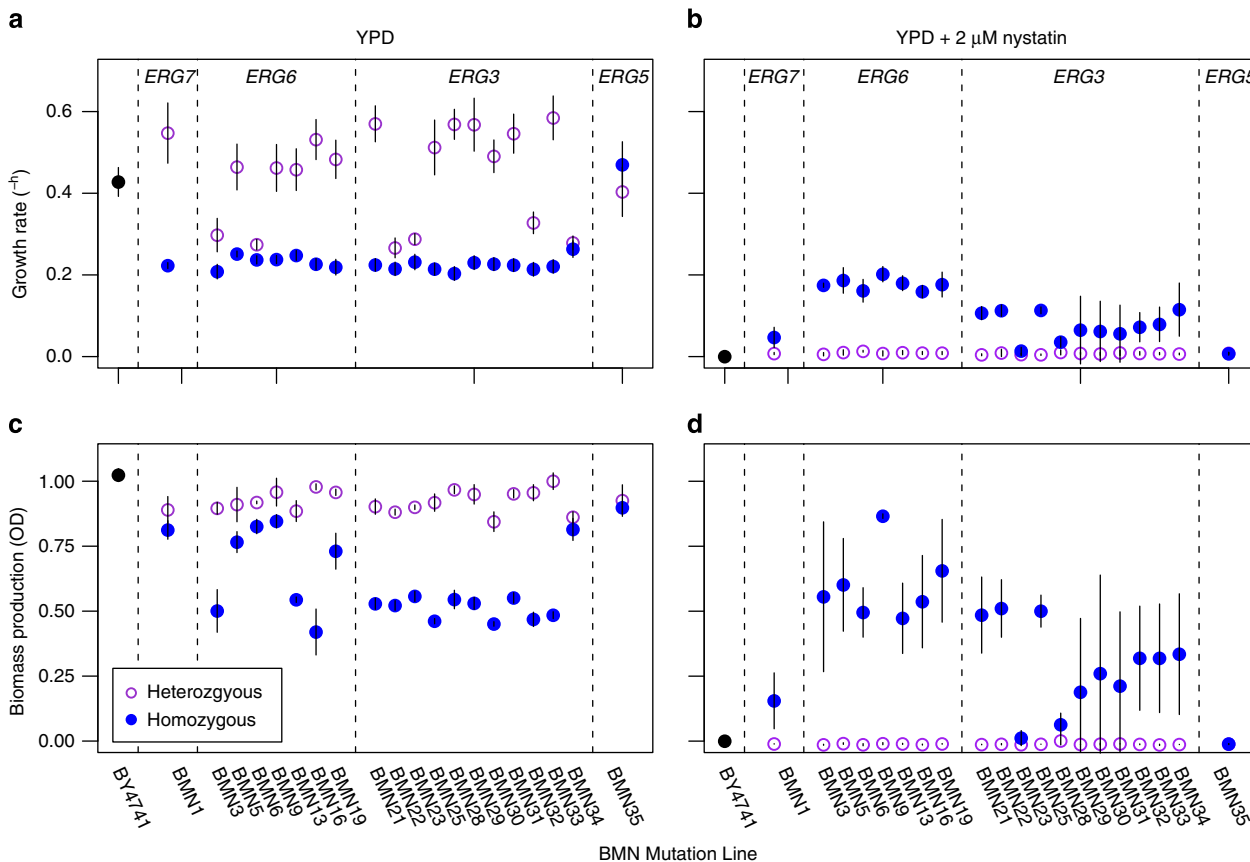 a
YPD
ERG7 ERG6 ERG3 ERG5
0.6
0.4
0.2
0.0
Growth rate (⁻ʰ)
b
YPD + 2 μM nystatin
ERG7 ERG6 ERG3 ERG5
c
1.00
0.75
0.50
0.25
0.00
Biomass production (OD)
Heterozgyous
Homozygous
BY4741
BMN1
BMN3
BMN5
BMN6
BMN9
BMN13
BMN16
BMN19
BMN21
BMN22
BMN23
BMN25
BMN28
BMN29
BMN30
BMN31
BMN32
BMN33
BMN34
BMN35
d
BY4741
BMN1
BMN3
BMN5
BMN6
BMN9
BMN13
BMN16
BMN19
BMN21
BMN22
BMN23
BMN25
BMN28
BMN29
BMN30
BMN31
BMN32
BMN33
BMN34
BMN35
BMN Mutation Line